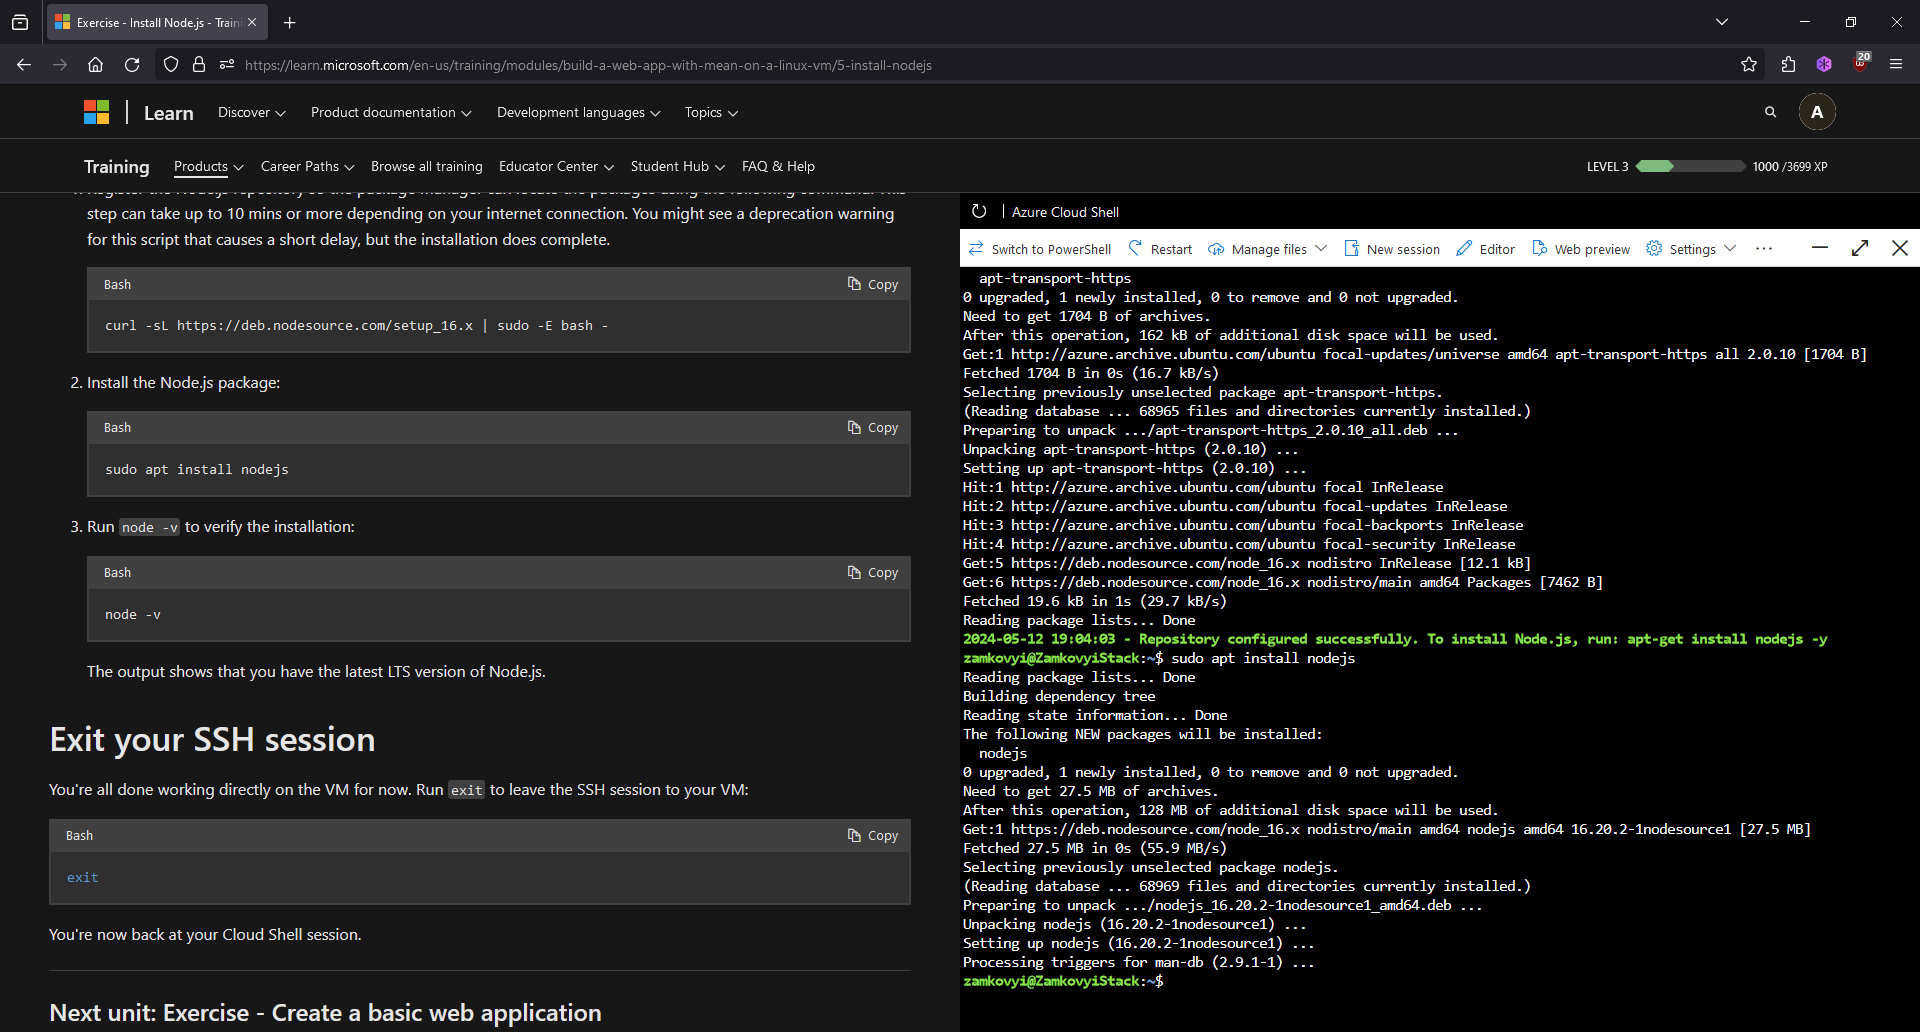 Exercise - Install Node.js - Traini
https://learn.microsoft.com/en-us/training/modules/build-a-web-app-with-mean-on-a-linux-vm/5-install-nodejs
20
Learn
Discover
Product documentation
Development languages
Topics
A
Training
Products
Career Paths
Browse all training
Educator Center
Student Hub
FAQ & Help
LEVEL 3
1000 /3699 XP
1. Register the Node.js repository so the package manager can locate the packages using the following command. This
step can take up to 10 mins or more depending on your internet connection. You might see a deprecation warning
for this script that causes a short delay, but the installation does complete.
Bash
Copy
curl -sL https://deb.nodesource.com/setup_16.x | sudo -E bash -
2. Install the Node.js package:
Bash
Copy
sudo apt install nodejs
3. Run node -v to verify the installation:
Bash
Copy
node -v
The output shows that you have the latest LTS version of Node.js.
Exit your SSH session
You're all done working directly on the VM for now. Run exit to leave the SSH session to your VM:
Bash
Copy
exit
You're now back at your Cloud Shell session.
Next unit: Exercise - Create a basic web application
Azure Cloud Shell
Switch to PowerShell
Restart
Manage files
New session
Editor
Web preview
Settings
apt-transport-https
0 upgraded, 1 newly installed, 0 to remove and 0 not upgraded.
Need to get 1704 B of archives.
After this operation, 162 kB of additional disk space will be used.
Get:1 http://azure.archive.ubuntu.com/ubuntu focal-updates/universe amd64 apt-transport-https all 2.0.10 [1704 B]
Fetched 1704 B in 0s (16.7 kB/s)
Selecting previously unselected package apt-transport-https.
(Reading database ... 68965 files and directories currently installed.)
Preparing to unpack .../apt-transport-https_2.0.10_all.deb ...
Unpacking apt-transport-https (2.0.10) ...
Setting up apt-transport-https (2.0.10) ...
Hit:1 http://azure.archive.ubuntu.com/ubuntu focal InRelease
Hit:2 http://azure.archive.ubuntu.com/ubuntu focal-updates InRelease
Hit:3 http://azure.archive.ubuntu.com/ubuntu focal-backports InRelease
Hit:4 http://azure.archive.ubuntu.com/ubuntu focal-security InRelease
Get:5 https://deb.nodesource.com/node_16.x nodistro InRelease [12.1 kB]
Get:6 https://deb.nodesource.com/node_16.x nodistro/main amd64 Packages [7462 B]
Fetched 19.6 kB in 1s (29.7 kB/s)
Reading package lists... Done
2024-05-12 19:04:03 - Repository configured successfully. To install Node.js, run: apt-get install nodejs -y
zamkovyi@ZamkovyiStack:~$ sudo apt install nodejs
Reading package lists... Done
Building dependency tree
Reading state information... Done
The following NEW packages will be installed:
nodejs
0 upgraded, 1 newly installed, 0 to remove and 0 not upgraded.
Need to get 27.5 MB of archives.
After this operation, 128 MB of additional disk space will be used.
Get:1 https://deb.nodesource.com/node_16.x nodistro/main amd64 nodejs amd64 16.20.2-1nodesource1 [27.5 MB]
Fetched 27.5 MB in 0s (55.9 MB/s)
Selecting previously unselected package nodejs.
(Reading database ... 68969 files and directories currently installed.)
Preparing to unpack .../nodejs_16.20.2-1nodesource1_amd64.deb ...
Unpacking nodejs (16.20.2-1nodesource1) ...
Setting up nodejs (16.20.2-1nodesource1) ...
Processing triggers for man-db (2.9.1-1) ...
zamkovyi@ZamkovyiStack:~$